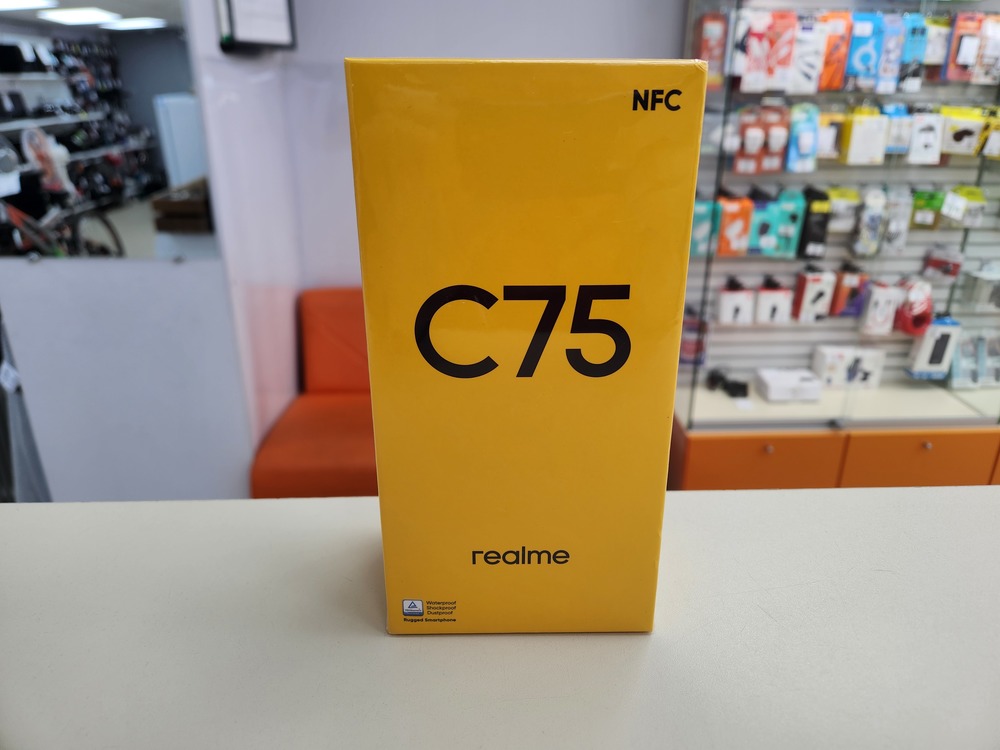 NFC
C75
realme
Waterproof
Shockproof
Dustproof
Rugged Smartphone